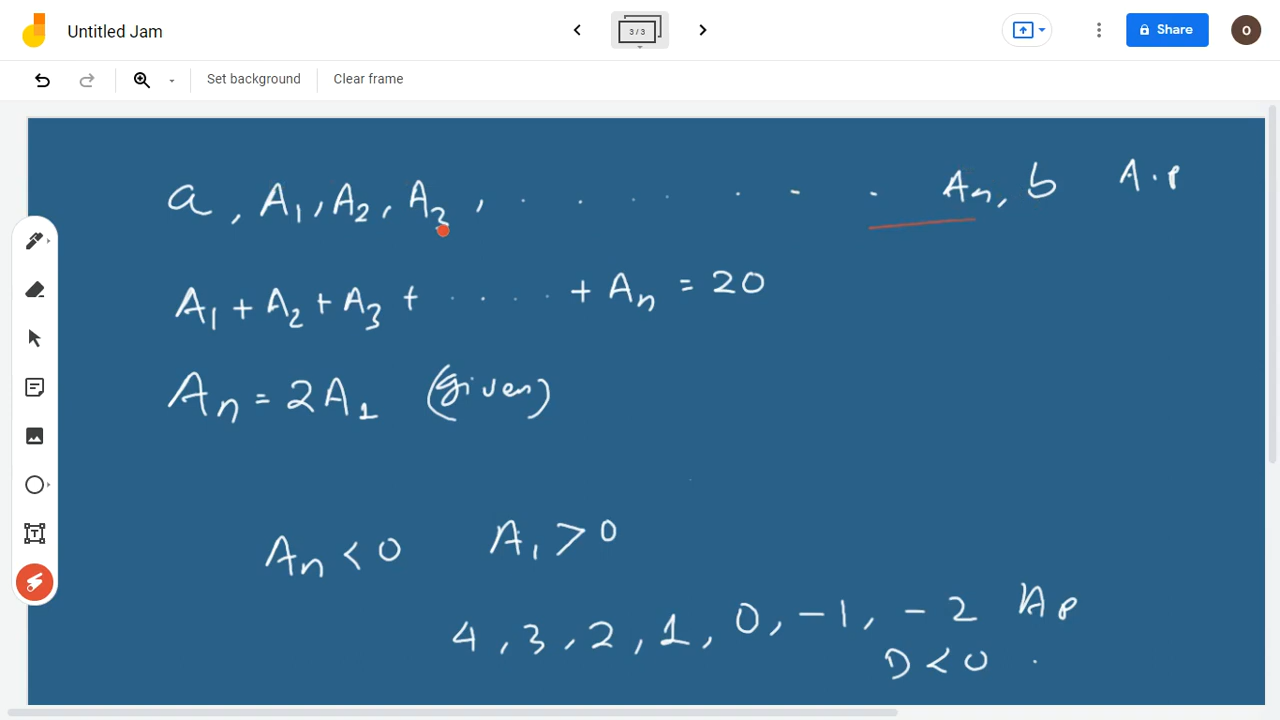 Untitled Jam
3 / 3
Share
O
Set background
Clear frame
a, A₁, A₂, A₃, . . . . . . . Aₙ, b A.P
A₁ + A₂ + A₃ + . . . . + Aₙ = 20
Aₙ = 2A₁ (given)
Aₙ < 0 A₁ > 0
4, 3, 2, 1, 0, -1, -2 AP
D < 0 .